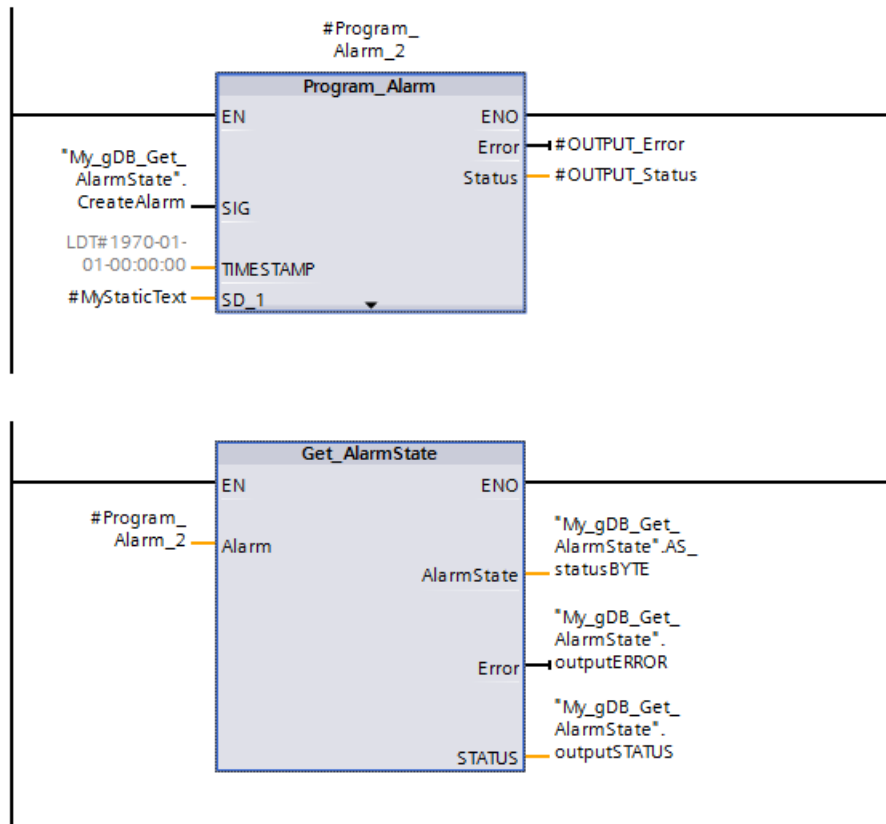 #Program_
Alarm_2
Program_Alarm
EN
ENO
Error
#OUTPUT_Error
"My_gDB_Get_
AlarmState".
CreateAlarm
Status
#OUTPUT_Status
SIG
LDT#1970-01-
01-00:00:00
TIMESTAMP
#MyStaticText
SD_1
Get_AlarmState
EN
ENO
#Program_
Alarm_2
Alarm
AlarmState
"My_gDB_Get_
AlarmState".AS_
statusBYTE
Error
"My_gDB_Get_
AlarmState".
outputERROR
STATUS
"My_gDB_Get_
AlarmState".
outputSTATUS